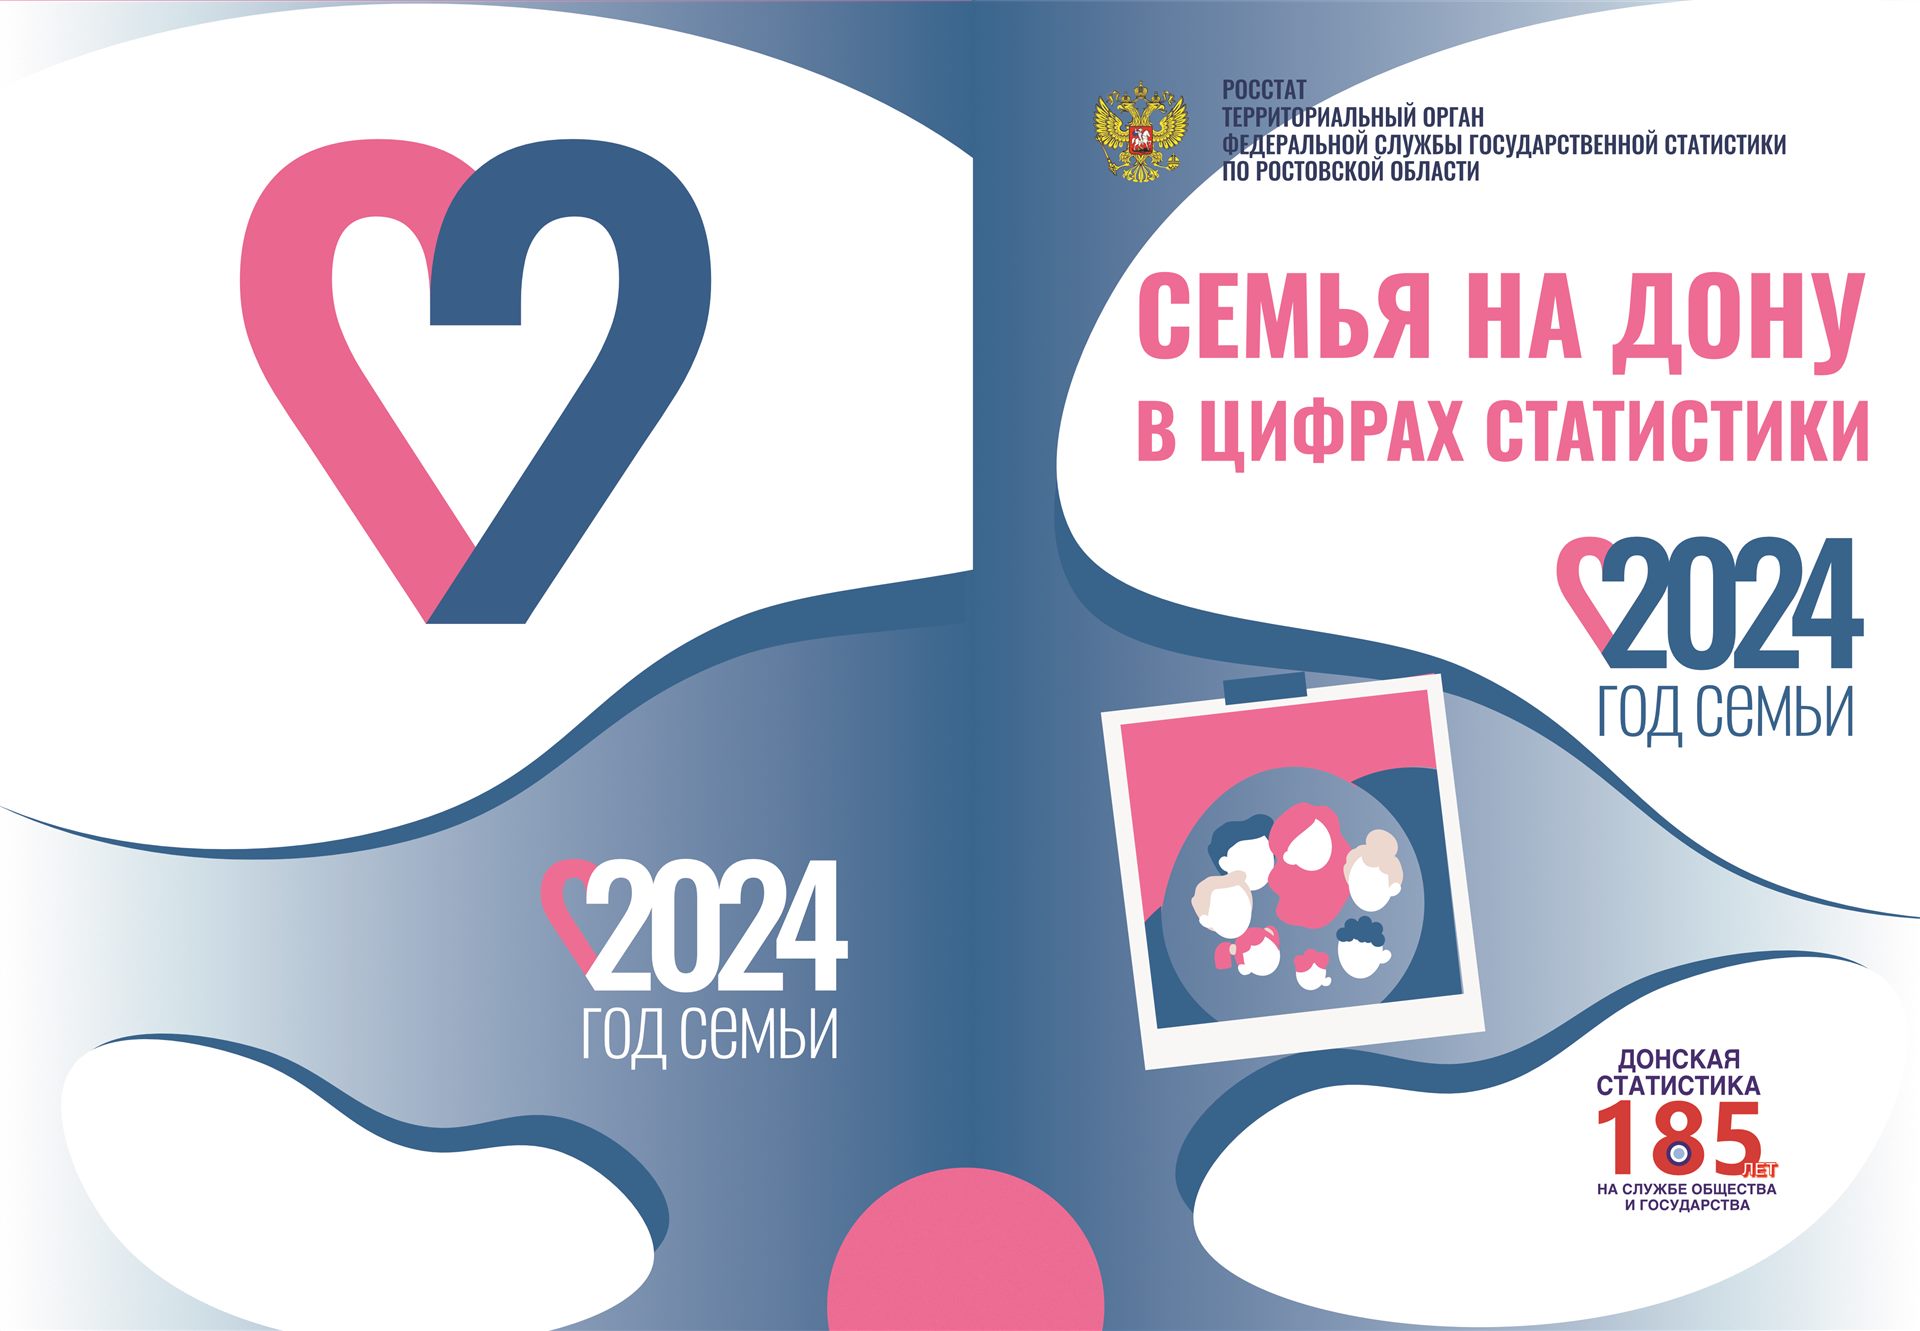 2024
ГОД СЕМЬИ
РОССТАТ
ТЕРРИТОРИАЛЬНЫЙ ОРГАН
ФЕДЕРАЛЬНОЙ СЛУЖБЫ ГОСУДАРСТВЕННОЙ СТАТИСТИКИ
ПО РОСТОВСКОЙ ОБЛАСТИ
СЕМЬЯ НА ДОНУ
В ЦИФРАХ СТАТИСТИКИ
2024
ГОД СЕМЬИ
ДОНСКАЯ
СТАТИСТИКА
185 ЛЕТ
НА СЛУЖБЕ ОБЩЕСТВА
И ГОСУДАРСТВА